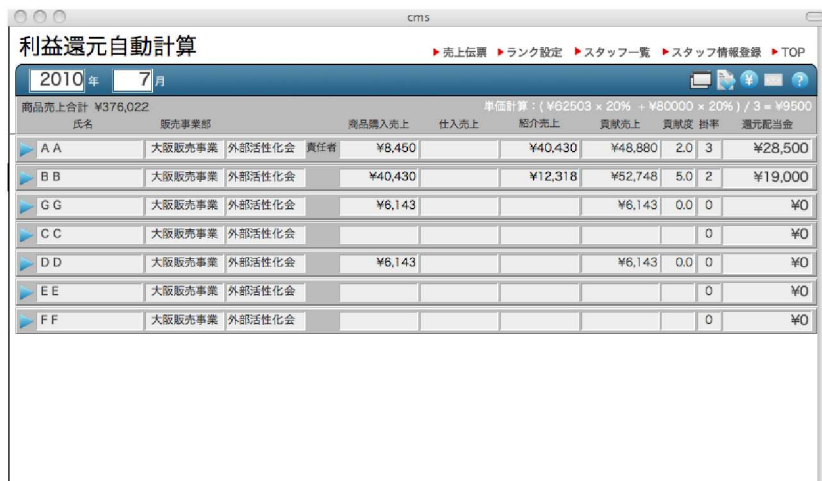 cms
利益還元自動計算
▶売上伝票 ▶ランク設定 ▶スタッフ一覧 ▶スタッフ情報登録 ▶TOP
2010 年 7 月
商品売上合計 ¥376,022 単価計算：( ¥62503 × 20% + ¥80000 × 20% ) / 3 = ¥9500
氏名 販売事業部 商品購入売上 仕入売上 紹介売上 貢献売上 貢献度 掛率 還元配当金
A A 大阪販売事業 外部活性化会 責任者 ¥8,450 ¥40,430 ¥48,880 2.0 3 ¥28,500
B B 大阪販売事業 外部活性化会 ¥40,430 ¥12,318 ¥52,748 5.0 2 ¥19,000
G G 大阪販売事業 外部活性化会 ¥6,143 ¥6,143 0.0 0 ¥0
C C 大阪販売事業 外部活性化会 0 ¥0
D D 大阪販売事業 外部活性化会 ¥6,143 ¥6,143 0.0 0 ¥0
E E 大阪販売事業 外部活性化会 0 ¥0
F F 大阪販売事業 外部活性化会 0 ¥0